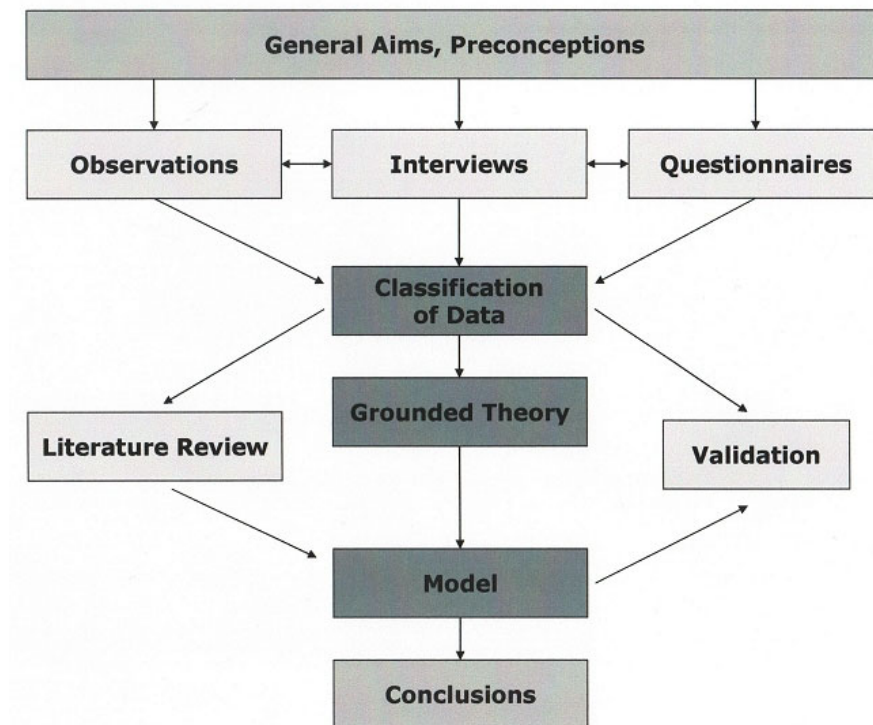 General Aims, Preconceptions
Observations
Interviews
Questionnaires
Classification
of Data
Grounded Theory
Literature Review
Validation
Model
Conclusions